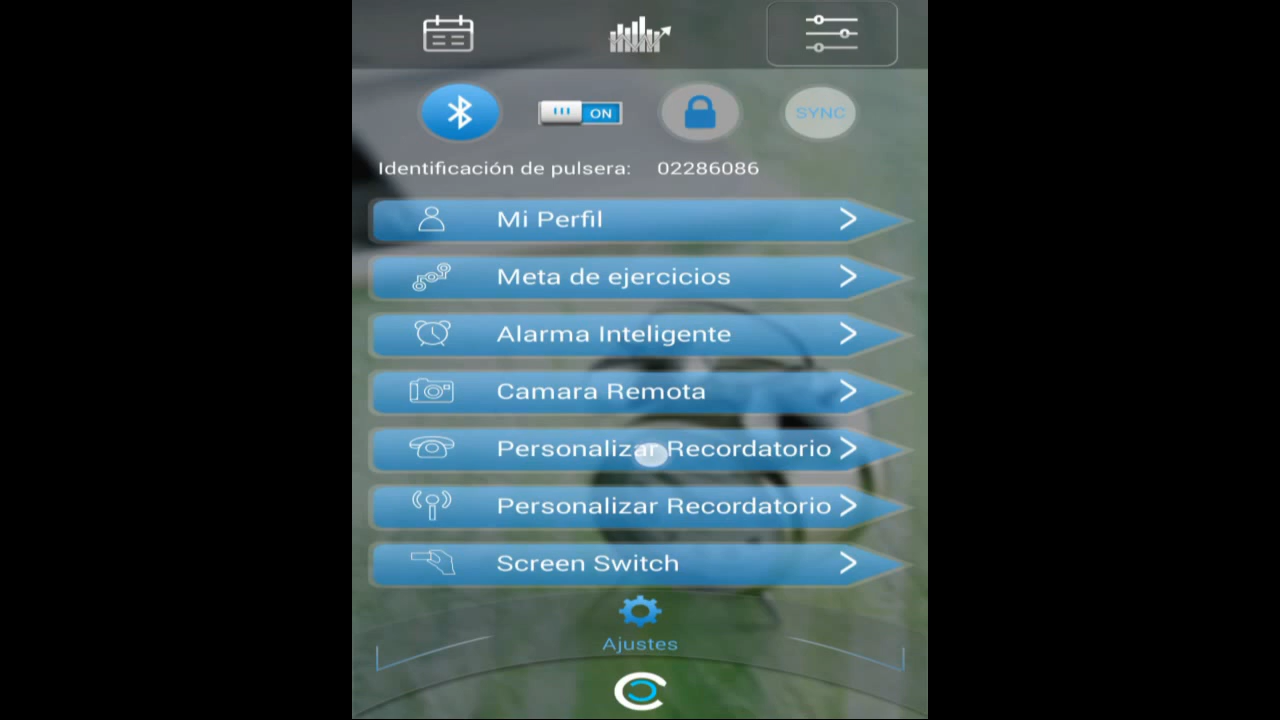 ON
SYNC
Identificación de pulsera: 02286086
Mi Perfil
Meta de ejercicios
Alarma Inteligente
Camara Remota
Personalizar Recordatorio
Personalizar Recordatorio
Screen Switch
Ajustes